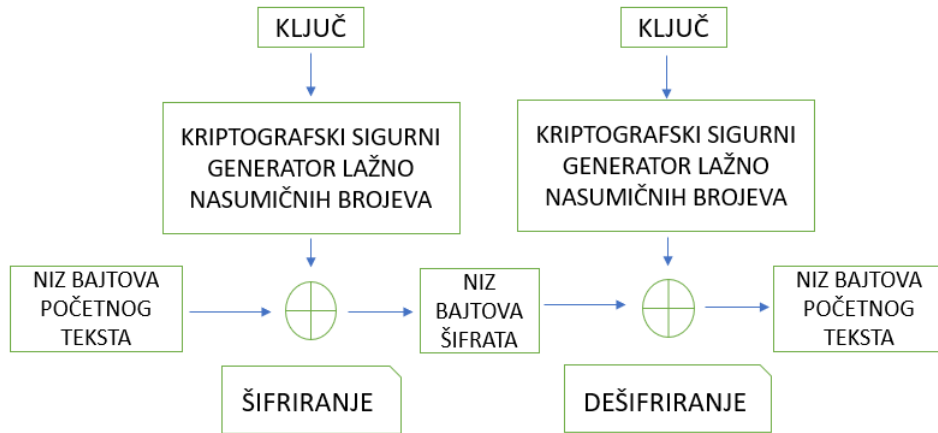 KLJUČ
KLJUČ
KRIPTOGRAFSKI SIGURNI
GENERATOR LAŽNO
NASUMIČNIH BROJEVA
KRIPTOGRAFSKI SIGURNI
GENERATOR LAŽNO
NASUMIČNIH BROJEVA
NIZ BAJTOVA
POČETNOG
TEKSTA
NIZ
BAJTOVA
ŠIFRATA
NIZ BAJTOVA
POČETNOG
TEKSTA
ŠIFRIRANJE
DEŠIFRIRANJE